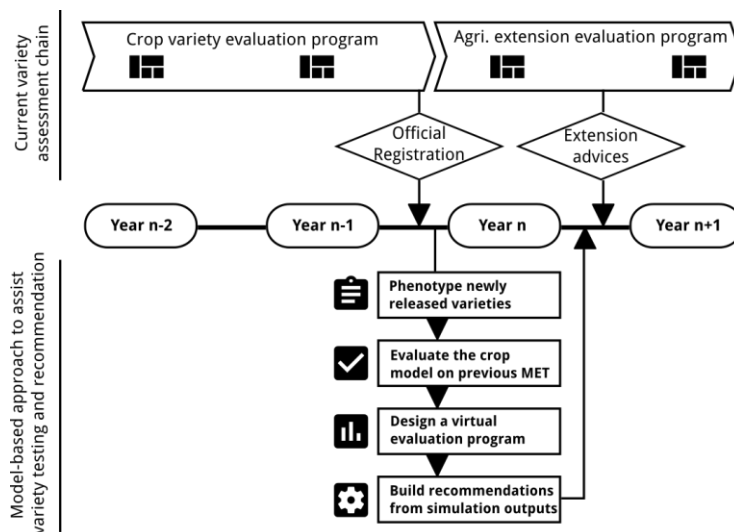 Current variety
assessment chain
Crop variety evaluation program
Agri. extension evaluation program
Official
Registration
Extension
advices
Year n-2
Year n-1
Year n
Year n+1
Model-based approach to assist
variety testing and recommendation
Phenotype newly
released varieties
Evaluate the crop
model on previous MET
Design a virtual
evaluation program
Build recommendations
from simulation outputs